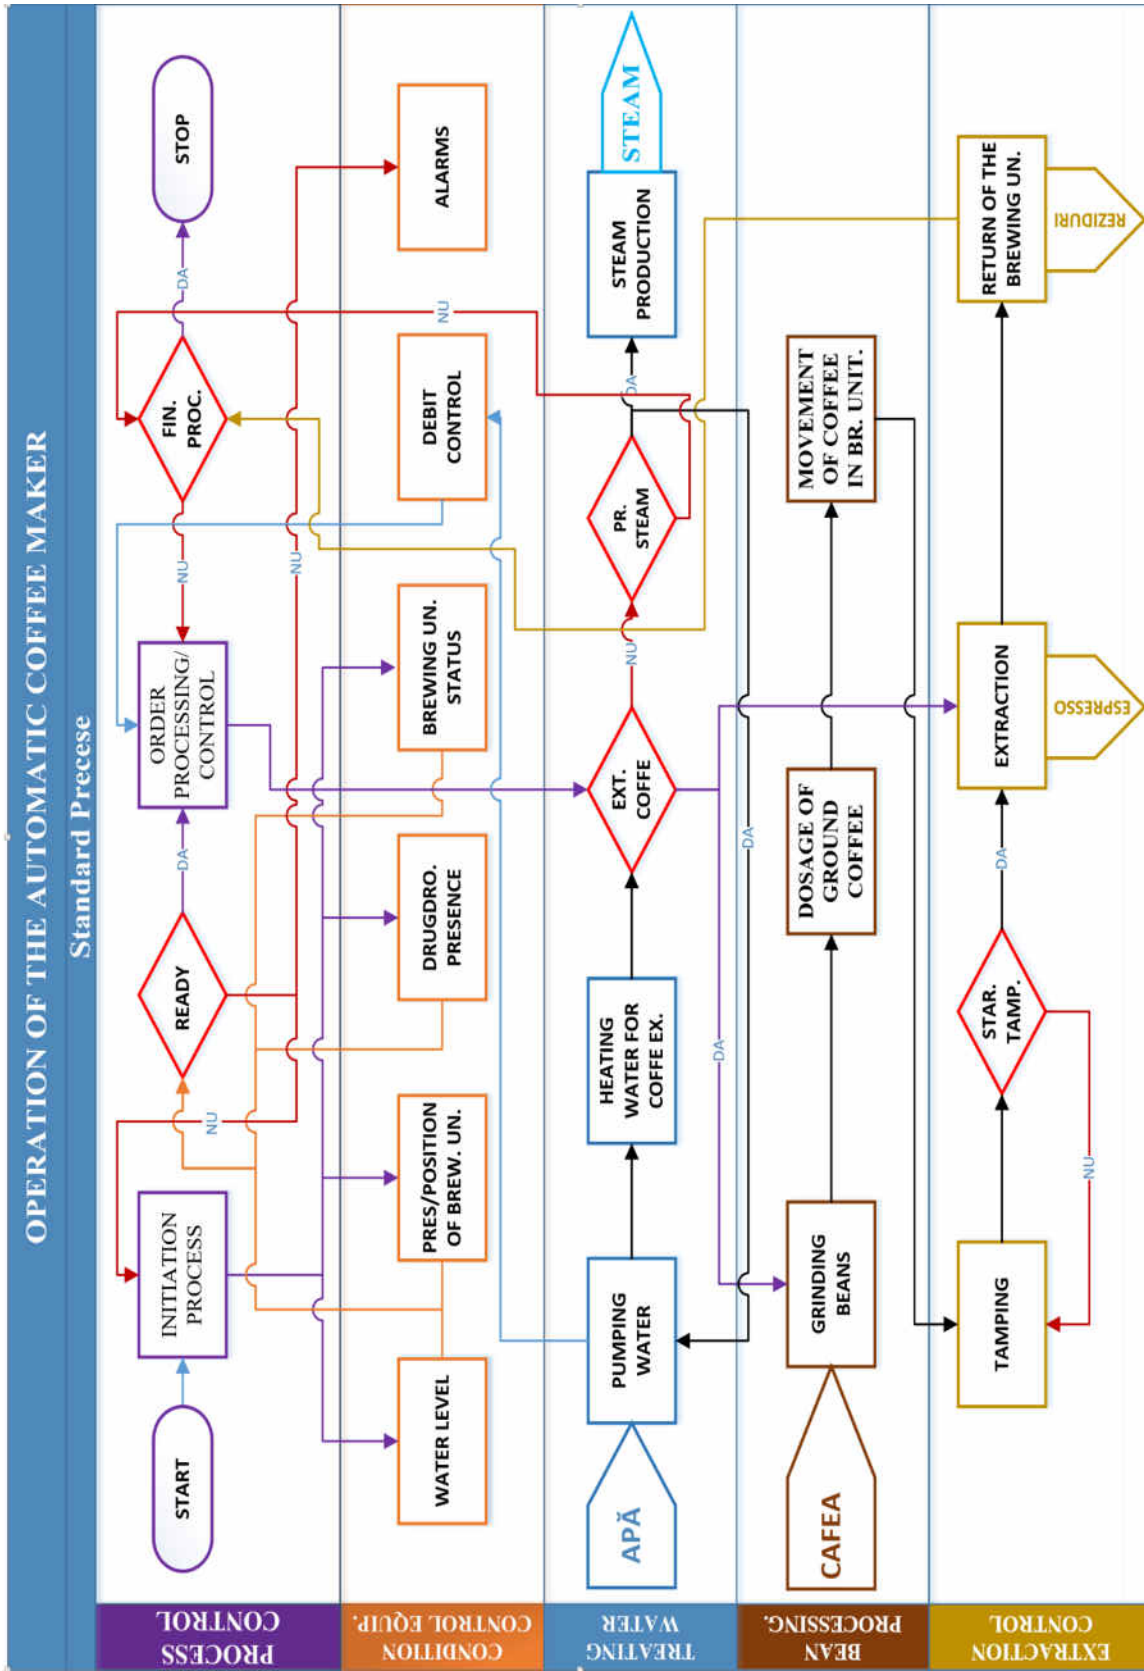 OPERATION OF THE AUTOMATIC COFFEE MAKER
Standard Precese
PROCESS
CONTROL
START
INITIATION
PROCESS
NU
READY
DA
ORDER
PROCESSING/
CONTROL
NU
NU
FIN.
PROC.
DA
STOP
CONDITION
CONTROL EQUIP.
WATER LEVEL
PRES/POSITION
OF BREW. UN.
DRUGDRO.
PRESENCE
BREWING UN.
STATUS
DEBIT
CONTROL
NU
ALARMS
TREATING
WATER
APĂ
PUMPING
WATER
HEATING
WATER FOR
COFFE EX.
EXT.
COFFE
NU
PR.
STEAM
DA
STEAM
PRODUCTION
STEAM
BEAN
PROCESSING.
CAFEA
GRINDING
BEANS
DA
DOSAGE OF
GROUND
COFFEE
DA
MOVEMENT
OF COFFEE
IN BR. UNIT.
EXTRACTION
CONTROL
TAMPING
NU
STAR.
TAMP.
DA
EXTRACTION
ESPRESSO
RETURN OF THE
BREWING UN.
REZIDURI